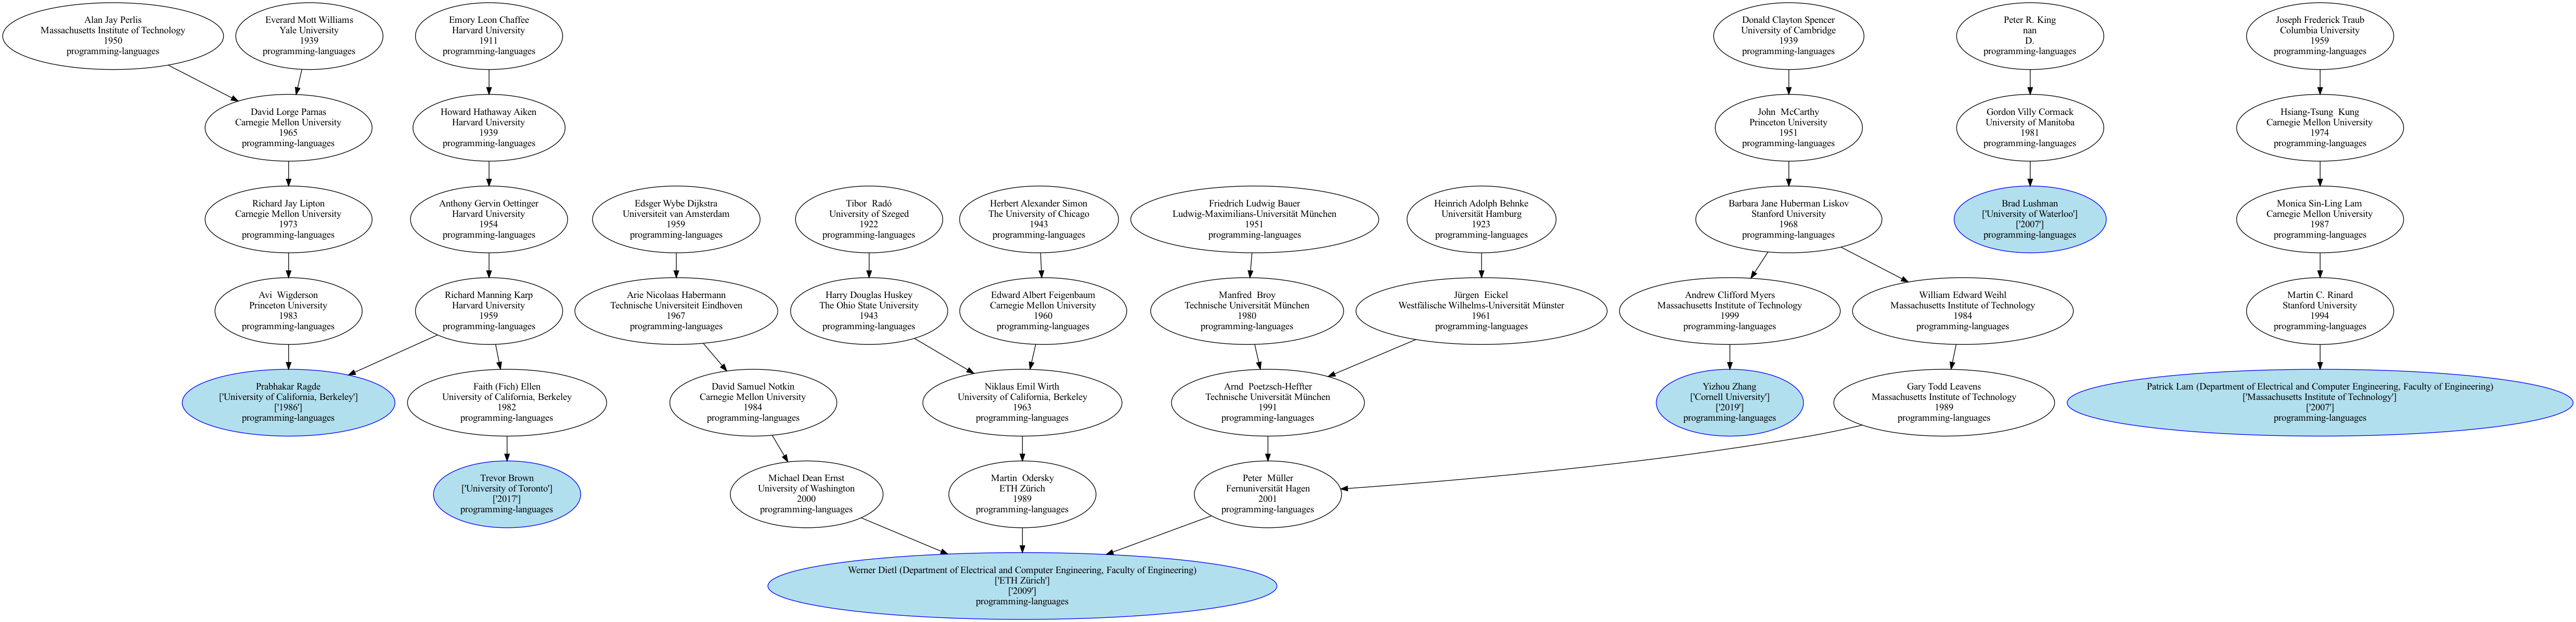 Alan Jay Perlis
Massachusetts Institute of Technology
1950
programming-languages
Everard Mott Williams
Yale University
1939
programming-languages
Emory Leon Chaffee
Harvard University
1911
programming-languages
Donald Clayton Spencer
University of Cambridge
1939
programming-languages
Peter R. King
nan
D.
programming-languages
Joseph Frederick Traub
Columbia University
1959
programming-languages
David Lorge Parnas
Carnegie Mellon University
1965
programming-languages
Howard Hathaway Aiken
Harvard University
1939
programming-languages
John  McCarthy
Princeton University
1951
programming-languages
Gordon Villy Cormack
University of Manitoba
1981
programming-languages
Hsiang-Tsung  Kung
Carnegie Mellon University
1974
programming-languages
Richard Jay Lipton
Carnegie Mellon University
1973
programming-languages
Anthony Gervin Oettinger
Harvard University
1954
programming-languages
Edsger Wybe Dijkstra
Universiteit van Amsterdam
1959
programming-languages
Tibor  Radó
University of Szeged
1922
programming-languages
Herbert Alexander Simon
The University of Chicago
1943
programming-languages
Friedrich Ludwig Bauer
Ludwig-Maximilians-Universität München
1951
programming-languages
Heinrich Adolph Behnke
Universität Hamburg
1923
programming-languages
Barbara Jane Huberman Liskov
Stanford University
1968
programming-languages
Brad Lushman
['University of Waterloo']
['2007']
programming-languages
Monica Sin-Ling Lam
Carnegie Mellon University
1987
programming-languages
Avi  Wigderson
Princeton University
1983
programming-languages
Richard Manning Karp
Harvard University
1959
programming-languages
Arie Nicolaas Habermann
Technische Universiteit Eindhoven
1967
programming-languages
Harry Douglas Huskey
The Ohio State University
1943
programming-languages
Edward Albert Feigenbaum
Carnegie Mellon University
1960
programming-languages
Manfred  Broy
Technische Universität München
1980
programming-languages
Jürgen  Eickel
Westfälische Wilhelms-Universität Münster
1961
programming-languages
Andrew Clifford Myers
Massachusetts Institute of Technology
1999
programming-languages
William Edward Weihl
Massachusetts Institute of Technology
1984
programming-languages
Martin C. Rinard
Stanford University
1994
programming-languages
Prabhakar Ragde
['University of California, Berkeley']
['1986']
programming-languages
Faith (Fich) Ellen
University of California, Berkeley
1982
programming-languages
David Samuel Notkin
Carnegie Mellon University
1984
programming-languages
Niklaus Emil Wirth
University of California, Berkeley
1963
programming-languages
Arnd  Poetzsch-Heffter
Technische Universität München
1991
programming-languages
Yizhou Zhang
['Cornell University']
['2019']
programming-languages
Gary Todd Leavens
Massachusetts Institute of Technology
1989
programming-languages
Patrick Lam (Department of Electrical and Computer Engineering, Faculty of Engineering)
['Massachusetts Institute of Technology']
['2007']
programming-languages
Trevor Brown
['University of Toronto']
['2017']
programming-languages
Michael Dean Ernst
University of Washington
2000
programming-languages
Martin  Odersky
ETH Zürich
1989
programming-languages
Peter  Müller
Fernuniversität Hagen
2001
programming-languages
Werner Dietl (Department of Electrical and Computer Engineering, Faculty of Engineering)
['ETH Zürich']
['2009']
programming-languages